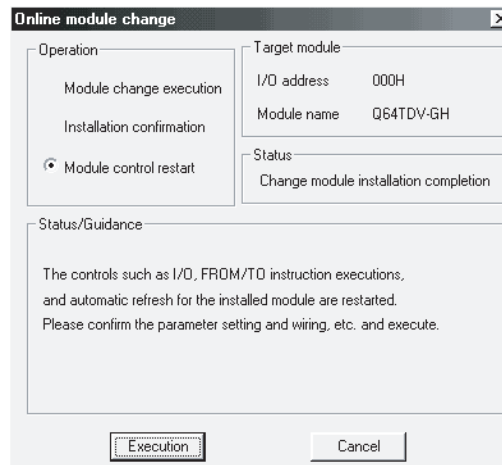 Online module change
Operation
Module change execution
Installation confirmation
Module control restart
Target module
I/O address 000H
Module name Q64TDV-GH
Status
Change module installation completion
Status/Guidance
The controls such as I/O, FROM/TO instruction executions,
and automatic refresh for the installed module are restarted.
Please confirm the parameter setting and wiring, etc. and execute.
Execution
Cancel